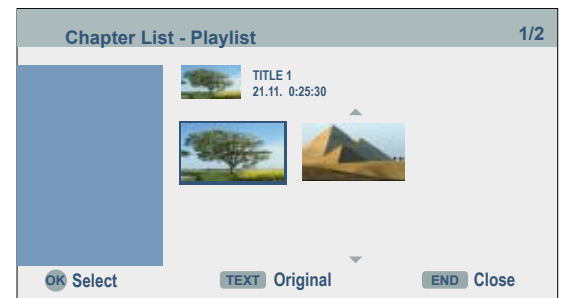 Chapter List - Playlist 1/2
TITLE 1
21.11. 0:25:30
OK Select TEXT Original END Close